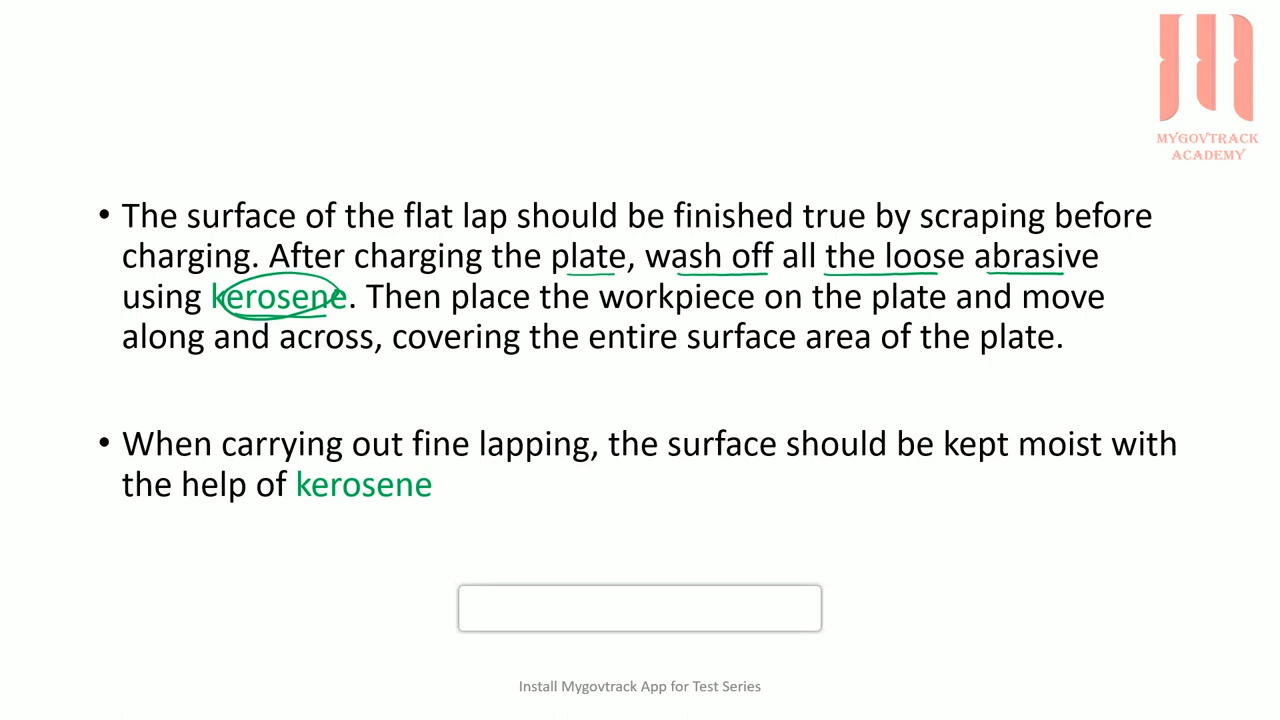 MYGOVTRACK
ACADEMY
• The surface of the flat lap should be finished true by scraping before
charging. After charging the plate, wash off all the loose abrasive
using kerosene. Then place the workpiece on the plate and move
along and across, covering the entire surface area of the plate.
• When carrying out fine lapping, the surface should be kept moist with
the help of kerosene
Install Mygovtrack App for Test Series